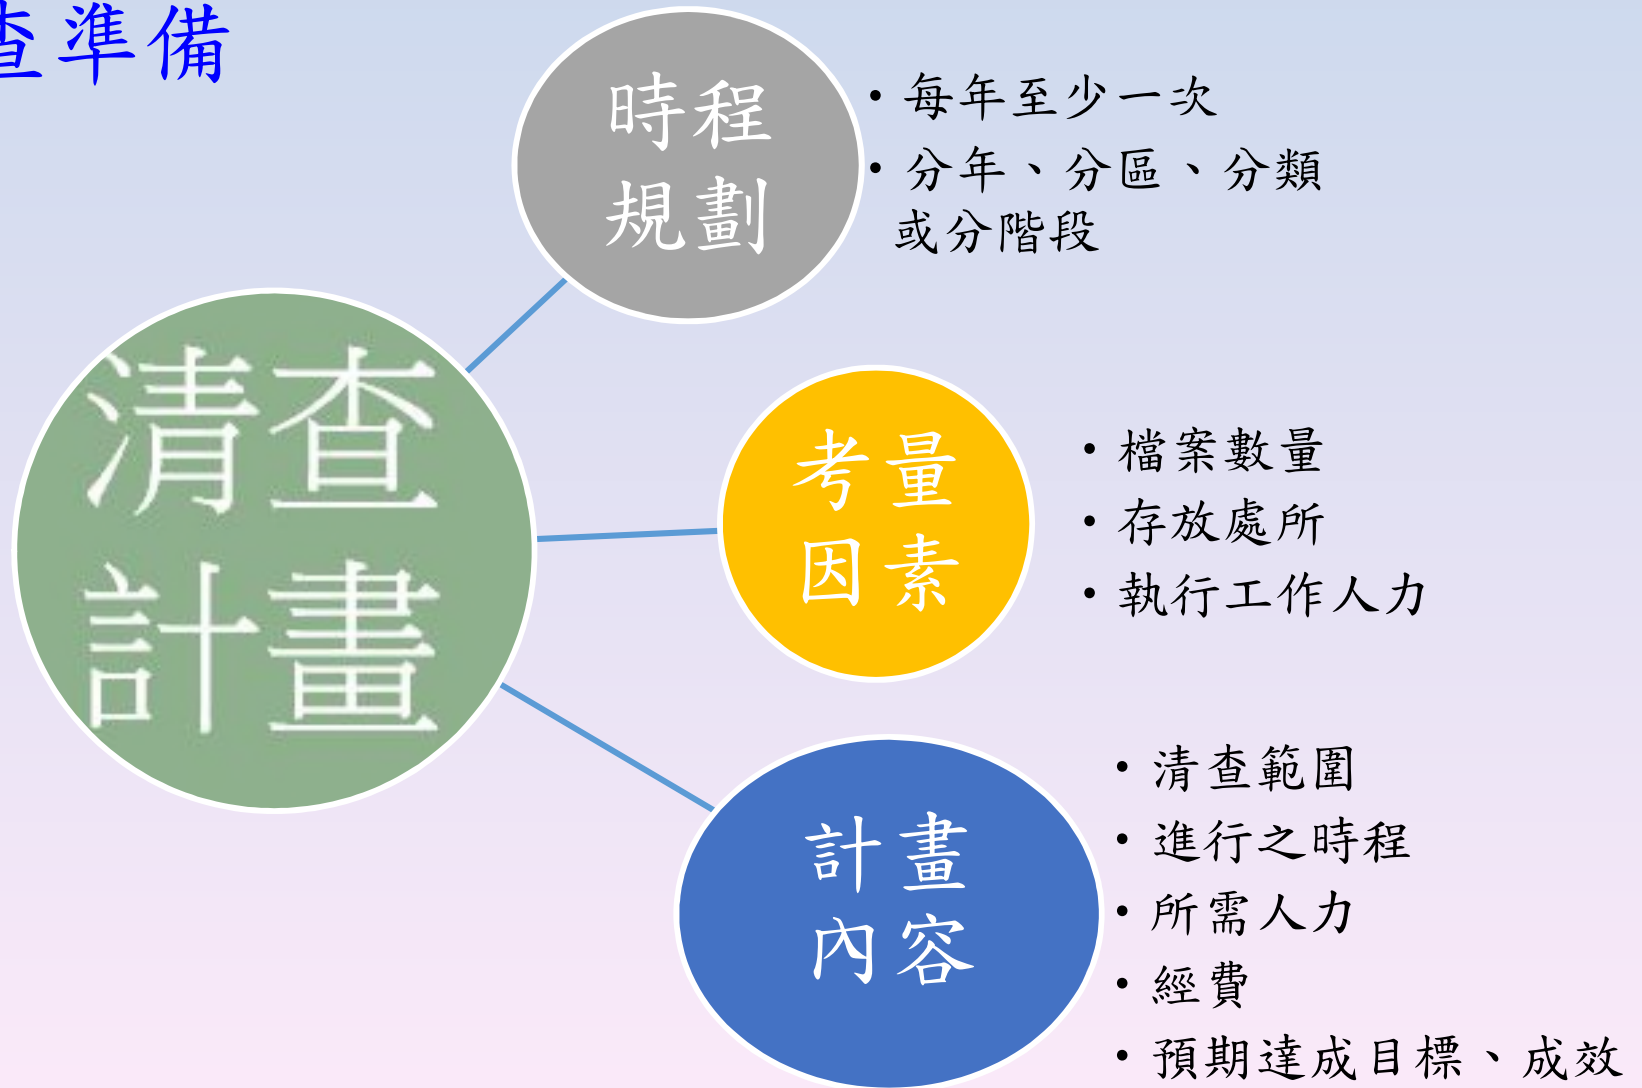 查準備
時程
規劃
• 每年至少一次
• 分年、分區、分類
或分階段
清查
計畫
考量
因素
• 檔案數量
• 存放處所
• 執行工作人力
計畫
內容
• 清查範圍
• 進行之時程
• 所需人力
• 經費
• 預期達成目標、成效